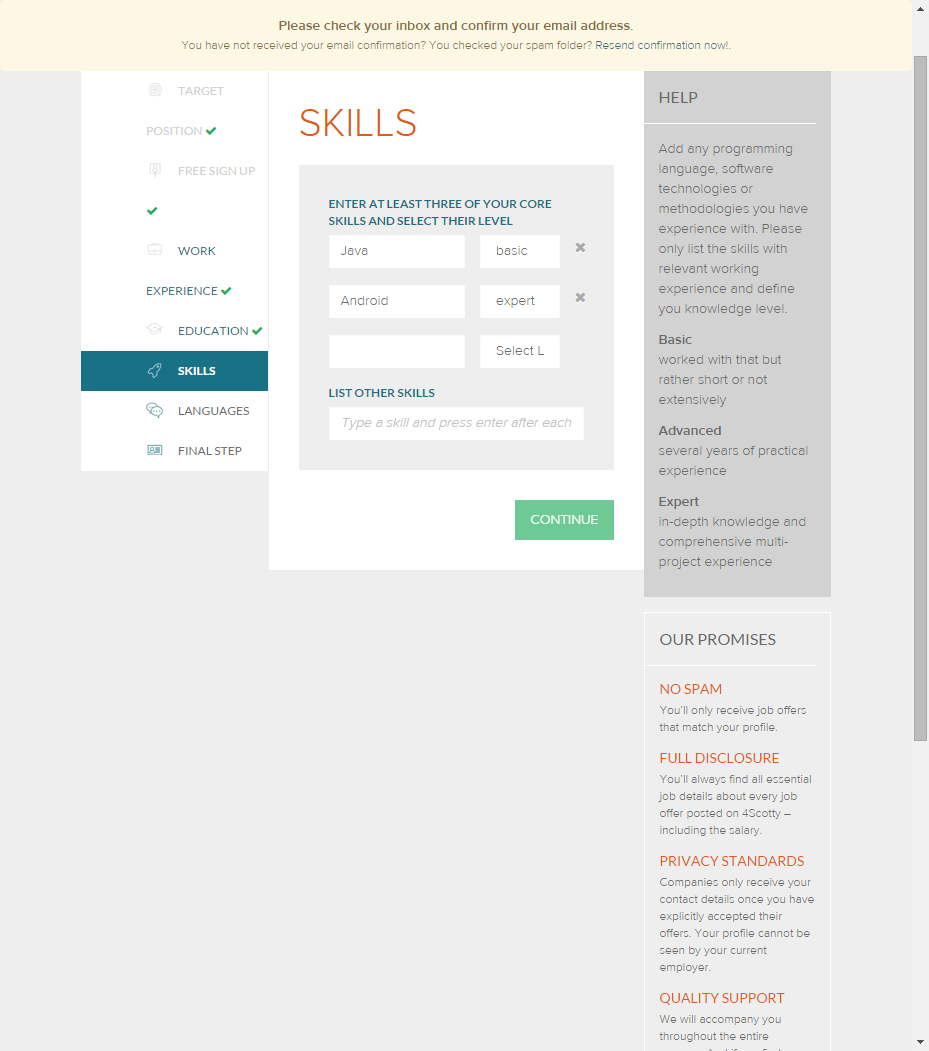 Please check your inbox and confirm your email address.
You have not received your email confirmation? You checked your spam folder? Resend confirmation now!.
TARGET
POSITION
FREE SIGN UP
WORK
EXPERIENCE
EDUCATION
SKILLS
LANGUAGES
FINAL STEP
SKILLS
ENTER AT LEAST THREE OF YOUR CORE
SKILLS AND SELECT THEIR LEVEL
Java basic
Android expert
Select L
LIST OTHER SKILLS
Type a skill and press enter after each
CONTINUE
HELP
Add any programming
language, software
technologies or
methodologies you have
experience with. Please
only list the skills with
relevant working
experience and define
you knowledge level.
Basic
worked with that but
rather short or not
extensively
Advanced
several years of practical
experience
Expert
in-depth knowledge and
comprehensive multi-
project experience
OUR PROMISES
NO SPAM
You'll only receive job offers
that match your profile.
FULL DISCLOSURE
You'll always find all essential
job details about every job
offer posted on 4Scotty –
including the salary.
PRIVACY STANDARDS
Companies only receive your
contact details once you have
explicitly accepted their
offers. Your profile cannot be
seen by your current
employer.
QUALITY SUPPORT
We will accompany you
throughout the entire